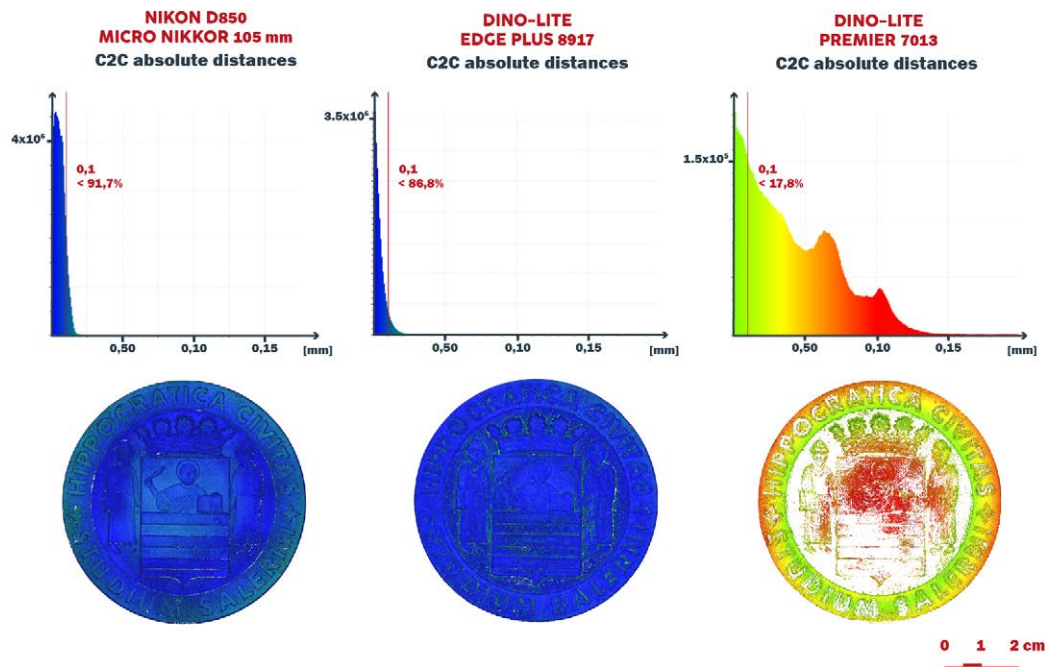 NIKON D850
MICRO NIKKOR 105 mm
C2C absolute distances
4x10⁵
0,1
< 91,7%
0,50
0,10
0,15
[mm]
DINO-LITE
EDGE PLUS 8917
C2C absolute distances
3.5x10⁵
0,1
< 86,8%
0,50
0,10
0,15
[mm]
DINO-LITE
PREMIER 7013
C2C absolute distances
1.5x10⁵
0,1
< 17,8%
0,50
0,10
0,15
[mm]
HIPPOCRATICA CIVITAS
STUDIUM SALERNI
HIPPOCRATICA CIVITAS
STUDIUM SALERNI
HIPPOCRATICA CIVITAS
STUDIUM SALERNI
0 1 2 cm